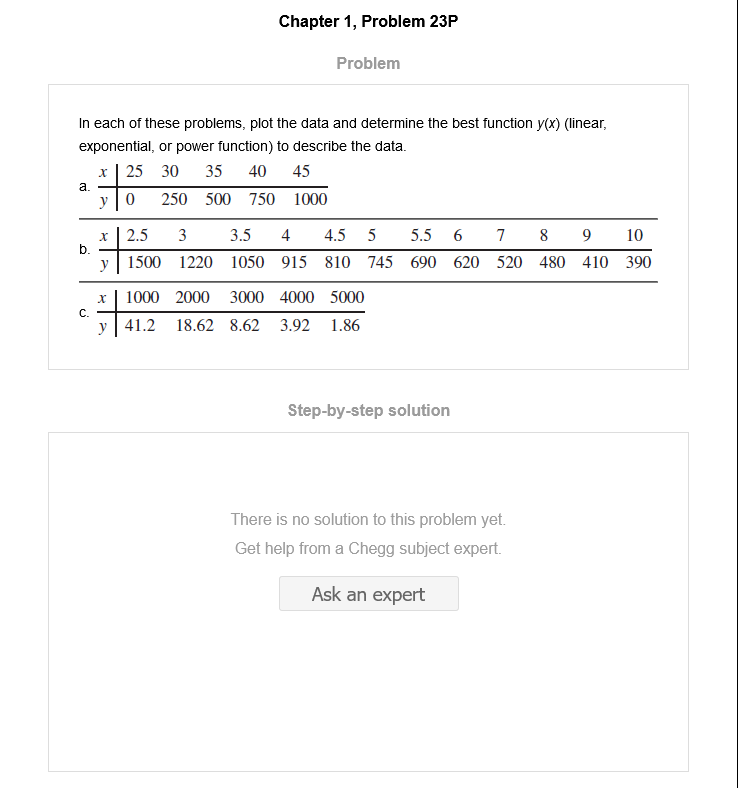 Chapter 1, Problem 23P
Problem
In each of these problems, plot the data and determine the best function y(x) (linear,
exponential, or power function) to describe the data.
a.
x 25 30 35 40 45
y 0 250 500 750 1000
b.
x 2.5 3 3.5 4 4.5 5 5.5 6 7 8 9 10
y 1500 1220 1050 915 810 745 690 620 520 480 410 390
c.
x 1000 2000 3000 4000 5000
y 41.2 18.62 8.62 3.92 1.86
Step-by-step solution
There is no solution to this problem yet.
Get help from a Chegg subject expert.
Ask an expert